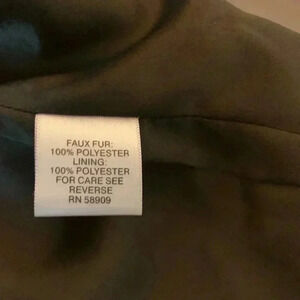 FAUX FUR:
100% POLYESTER
LINING:
100% POLYESTER
FOR CARE SEE
REVERSE
RN 58909